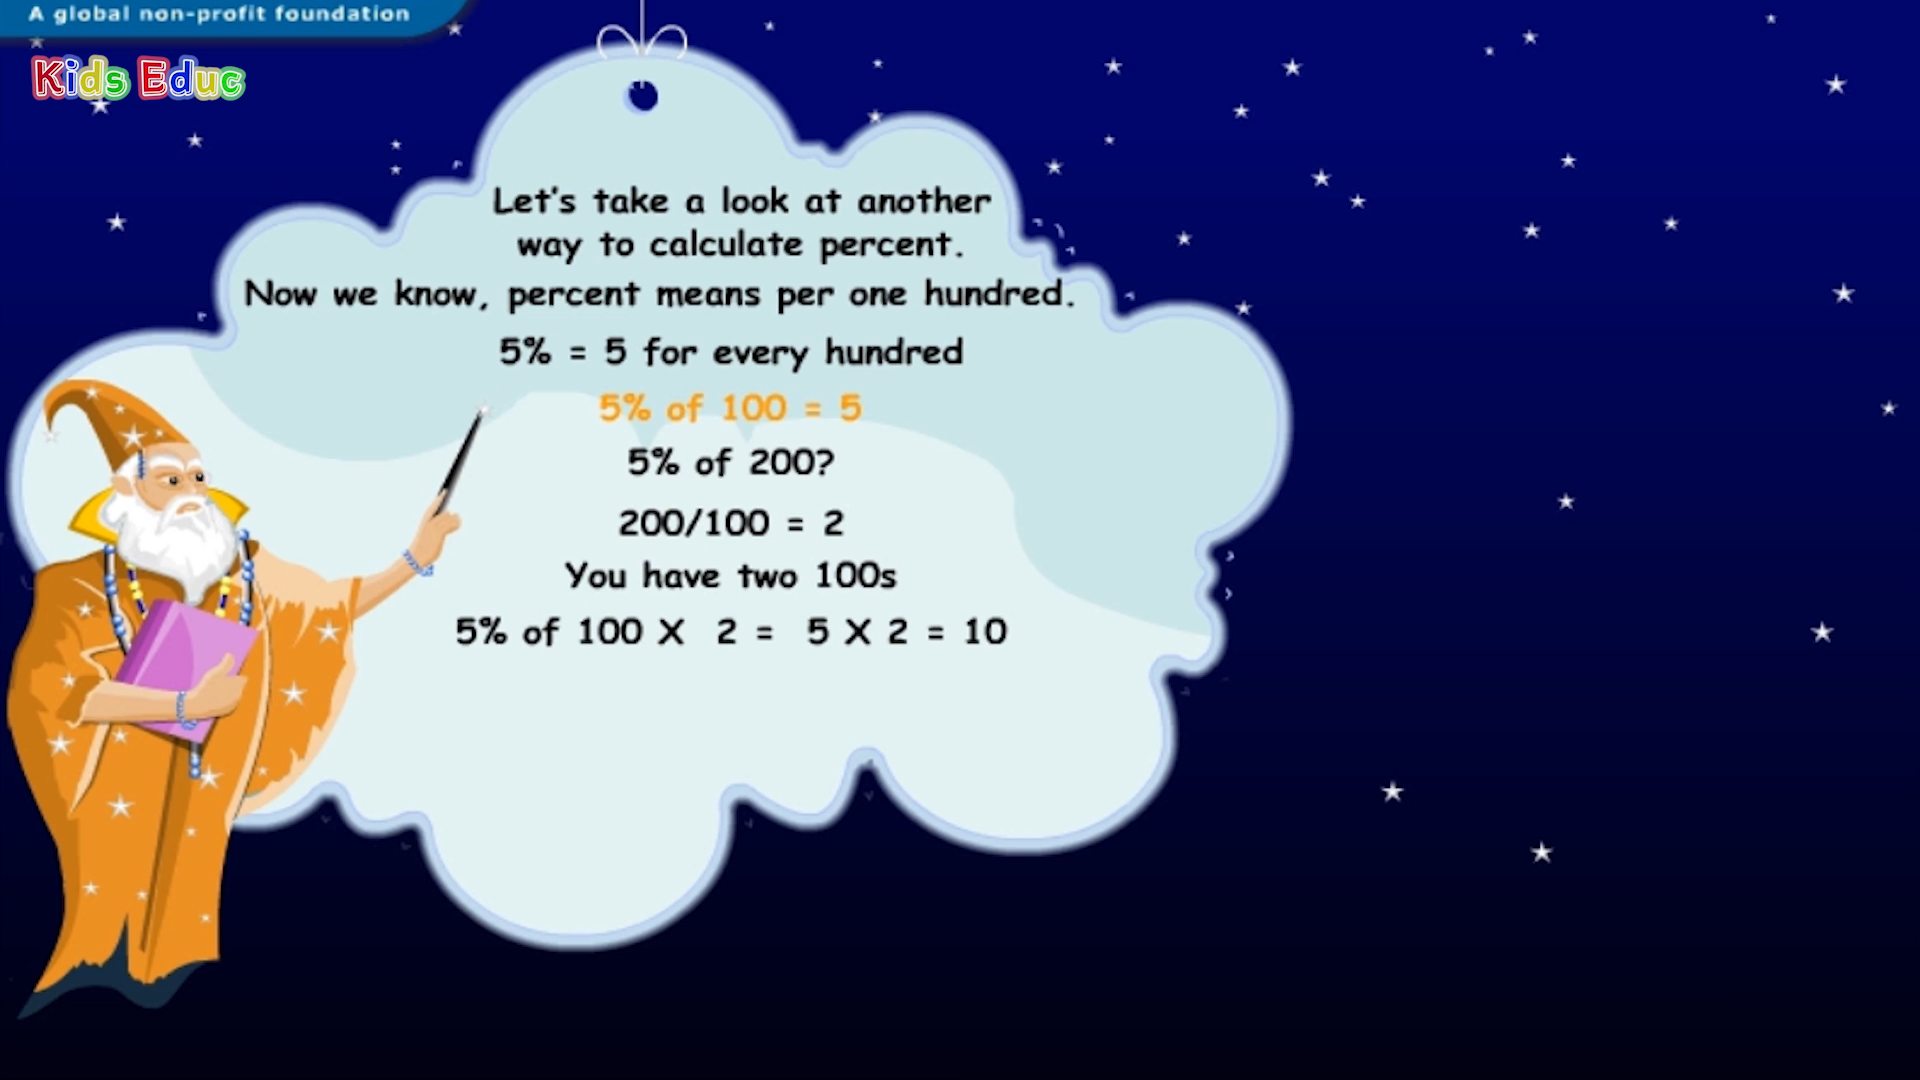 A global non-profit foundation
Kids Educ
Let's take a look at another
way to calculate percent.
Now we know, percent means per one hundred.
5% = 5 for every hundred
5% of 100 = 5
5% of 200?
200/100 = 2
You have two 100s
5% of 100 X 2 = 5 X 2 = 10